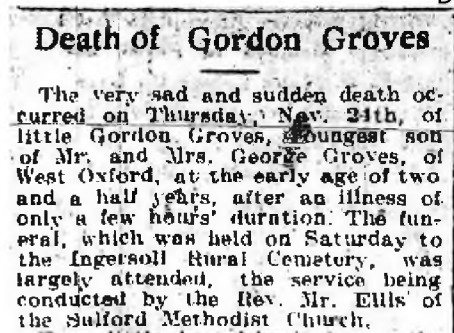 Death of Gordon Groves
The very sad and sudden death oc-
curred on Thursday, Nov. 24th, of
little Gordon Groves, youngest son
of Mr. and Mrs. George Groves, of
West Oxford, at the early age of two
and a half years, after an illness of
only a few hours' duration. The fun-
eral, which was held on Saturday to
the Ingersoll Rural Cemetery, was
largely attended, the service being
conducted by the Rev. Mr. Ellis of
the Salford Methodist Church.